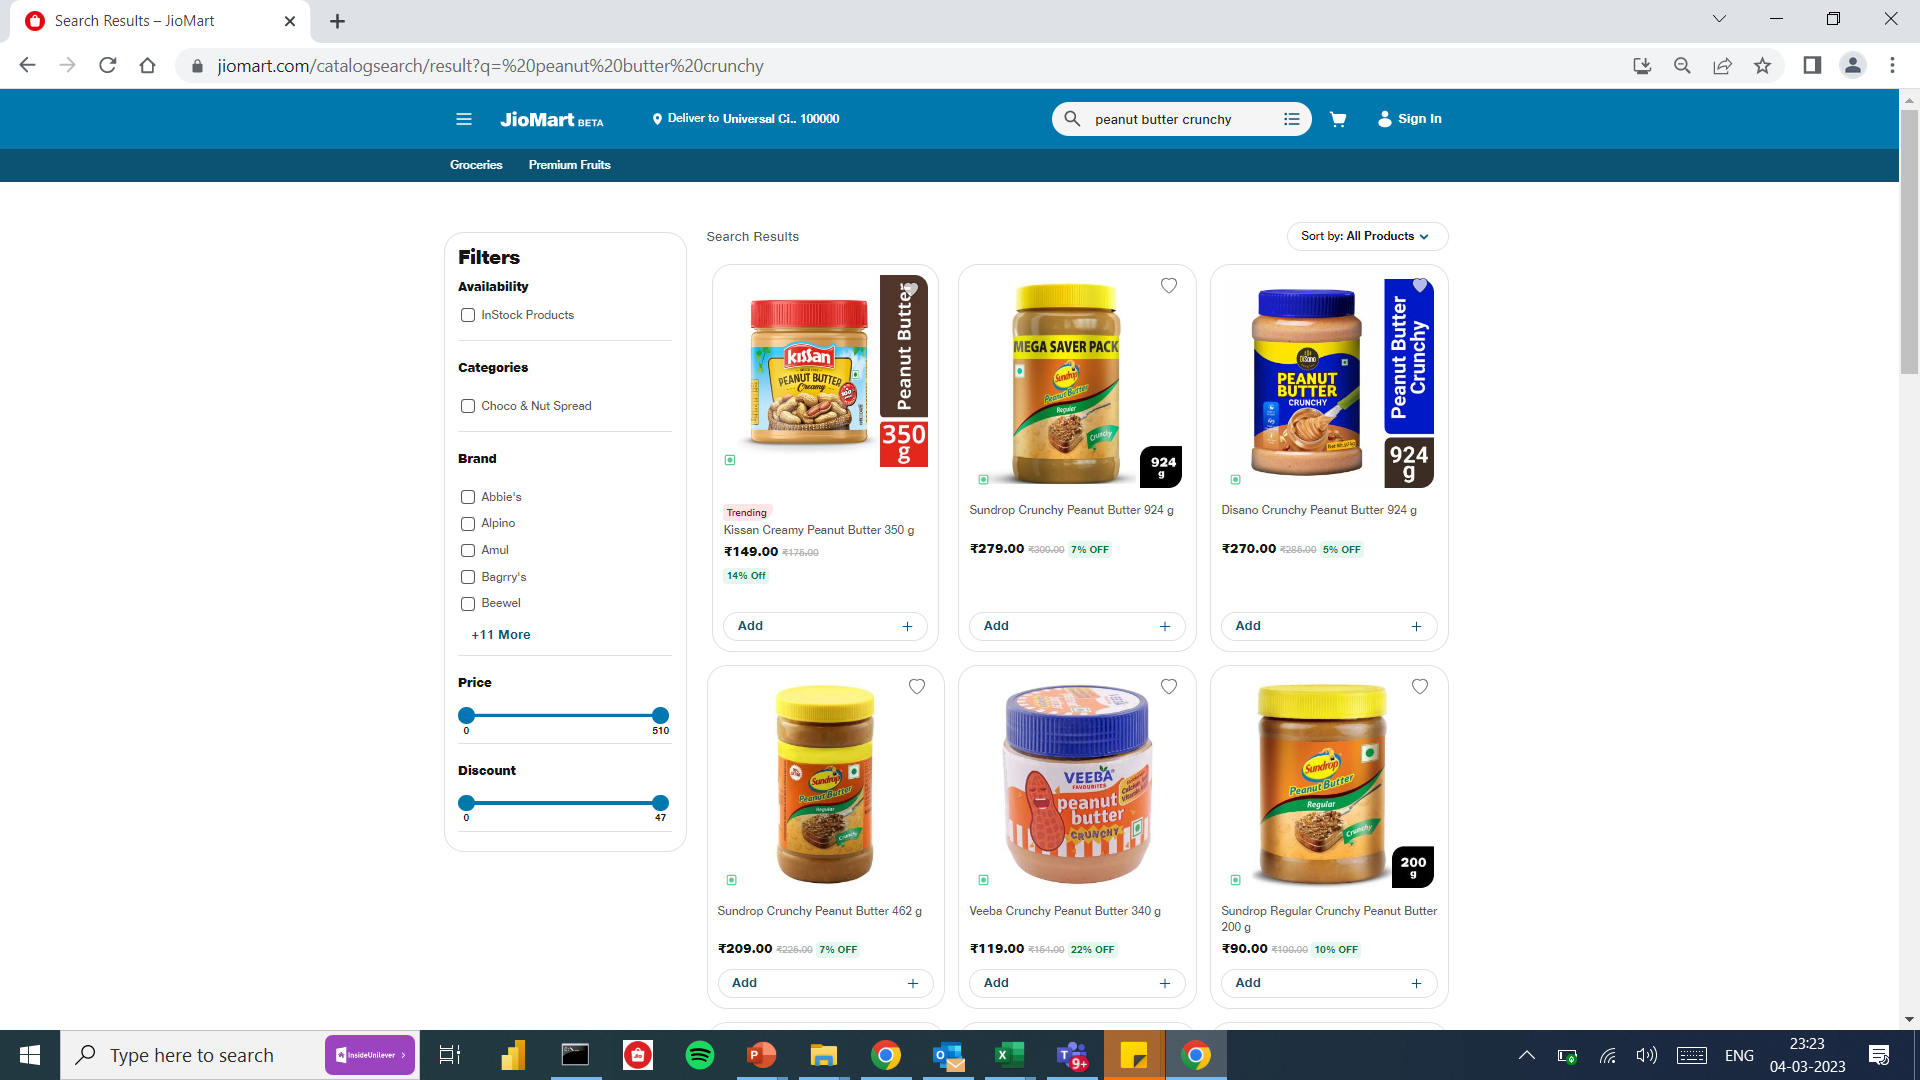 Search Results – JioMart
jiomart.com/catalogsearch/result?q=%20peanut%20butter%20crunchy
JioMart BETA
Deliver to Universal Ci.. 100000
peanut butter crunchy
Sign In
Groceries
Premium Fruits
Filters
Availability
InStock Products
Categories
Choco & Nut Spread
Brand
Abbie's
Alpino
Amul
Bagrry's
Beewel
+11 More
Price
0
510
Discount
0
47
Search Results
Sort by: All Products
Kissan
PEANUT BUTTER
Creamy
Peanut Butter
350
g
Trending
Kissan Creamy Peanut Butter 350 g
₹149.00 ₹175.00
14% Off
Add +
MEGA SAVER PACK
Sundrop
Peanut Butter
Regular
Crunchy
924
g
Sundrop Crunchy Peanut Butter 924 g
₹279.00 ₹300.00 7% OFF
Add +
DiSano
PEANUT
BUTTER
CRUNCHY
Peanut Butter
Crunchy
924
g
Disano Crunchy Peanut Butter 924 g
₹270.00 ₹285.00 5% OFF
Add +
Sundrop
Peanut Butter
Regular
Crunchy
Sundrop Crunchy Peanut Butter 462 g
₹209.00 ₹225.00 7% OFF
Add +
VEEBA
FAVOURITES
peanut
butter
CRUNCHY
Veeba Crunchy Peanut Butter 340 g
₹119.00 ₹154.00 22% OFF
Add +
Sundrop
Peanut Butter
Regular
Crunchy
200
g
Sundrop Regular Crunchy Peanut Butter
200 g
₹90.00 ₹100.00 10% OFF
Add +
Type here to search
InsideUnilever
9+
ENG
23:23
04-03-2023